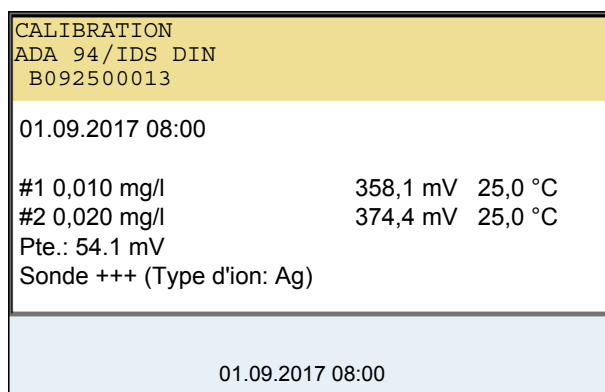 CALIBRATION
ADA 94/IDS DIN
B092500013
01.09.2017 08:00
#1 0,010 mg/l 358,1 mV 25,0 °C
#2 0,020 mg/l 374,4 mV 25,0 °C
Pte.: 54.1 mV
Sonde +++ (Type d'ion: Ag)
01.09.2017 08:00